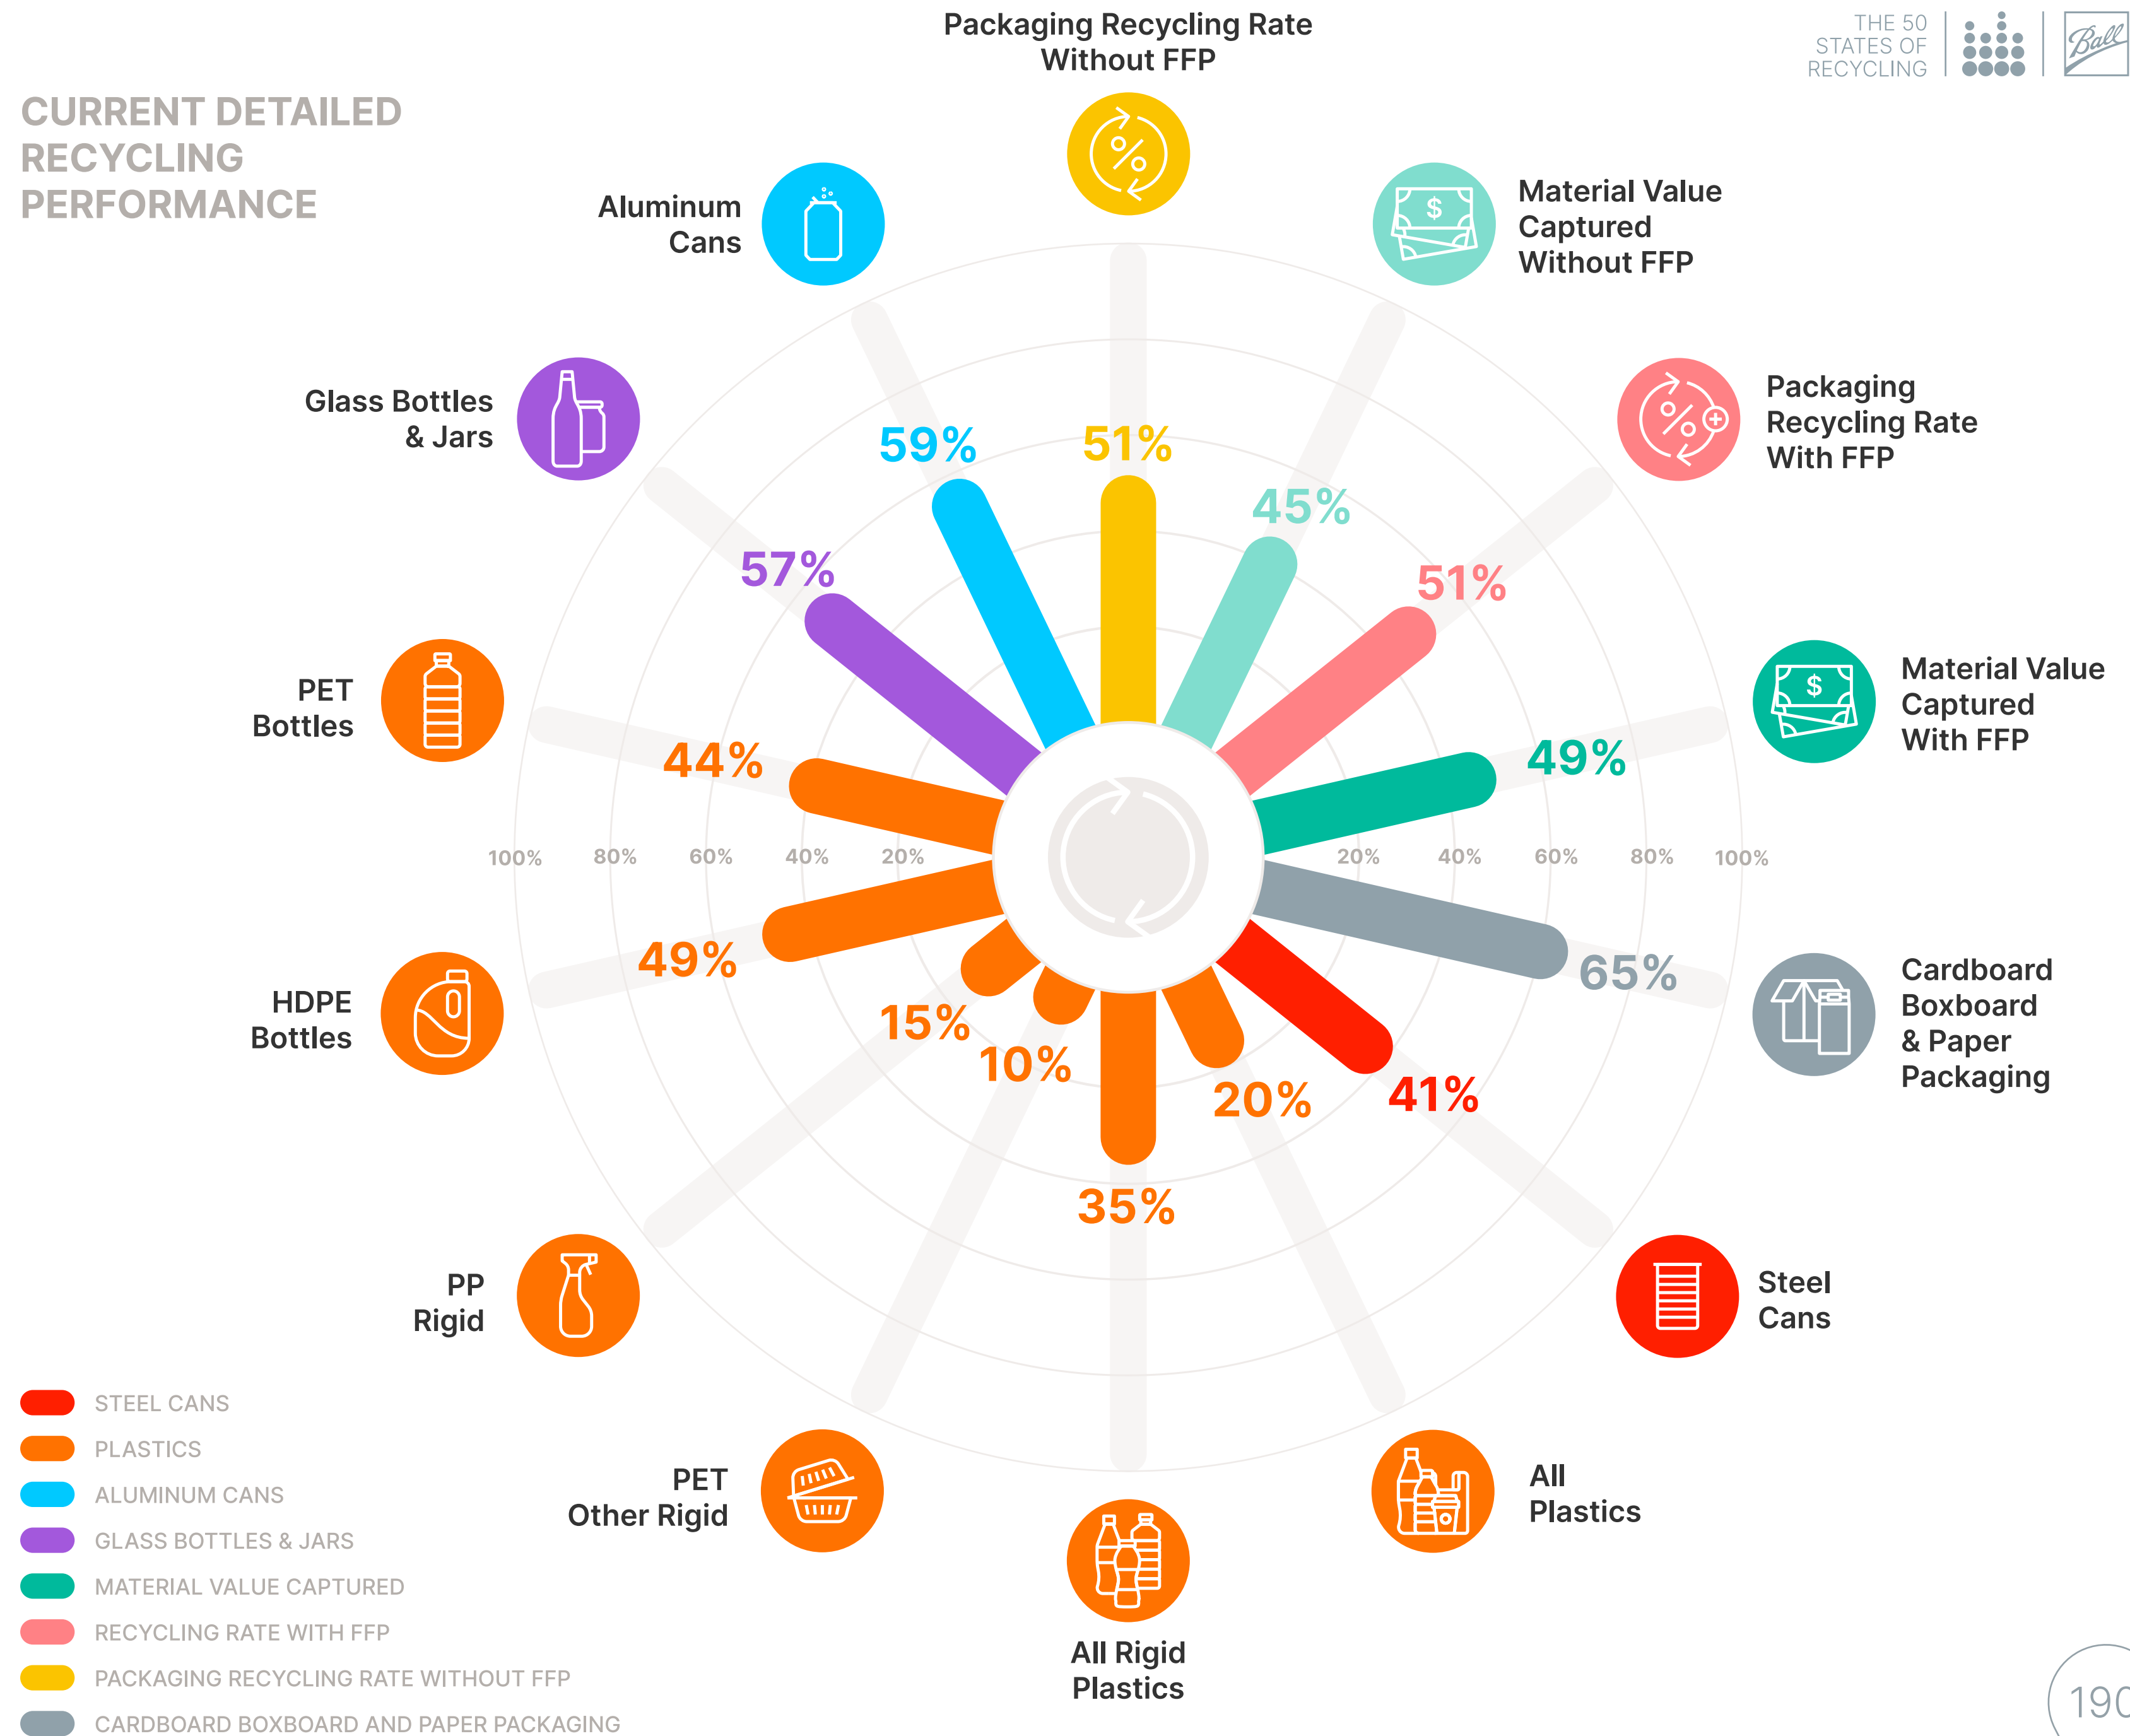 THE 50
STATES OF
RECYCLING
Ball
CURRENT DETAILED
RECYCLING
PERFORMANCE
Packaging Recycling Rate
Without FFP
51%
Material Value
Captured
Without FFP
45%
Packaging
Recycling Rate
With FFP
51%
Material Value
Captured
With FFP
49%
Cardboard
Boxboard
& Paper
Packaging
65%
Steel
Cans
41%
All
Plastics
20%
All Rigid
Plastics
35%
PET
Other Rigid
10%
PP
Rigid
15%
HDPE
Bottles
49%
PET
Bottles
44%
Glass Bottles
& Jars
57%
Aluminum
Cans
59%
100% 80% 60% 40% 20% 20% 40% 60% 80% 100%
$
$
%
%
STEEL CANS
PLASTICS
ALUMINUM CANS
GLASS BOTTLES & JARS
MATERIAL VALUE CAPTURED
RECYCLING RATE WITH FFP
PACKAGING RECYCLING RATE WITHOUT FFP
CARDBOARD BOXBOARD AND PAPER PACKAGING
190